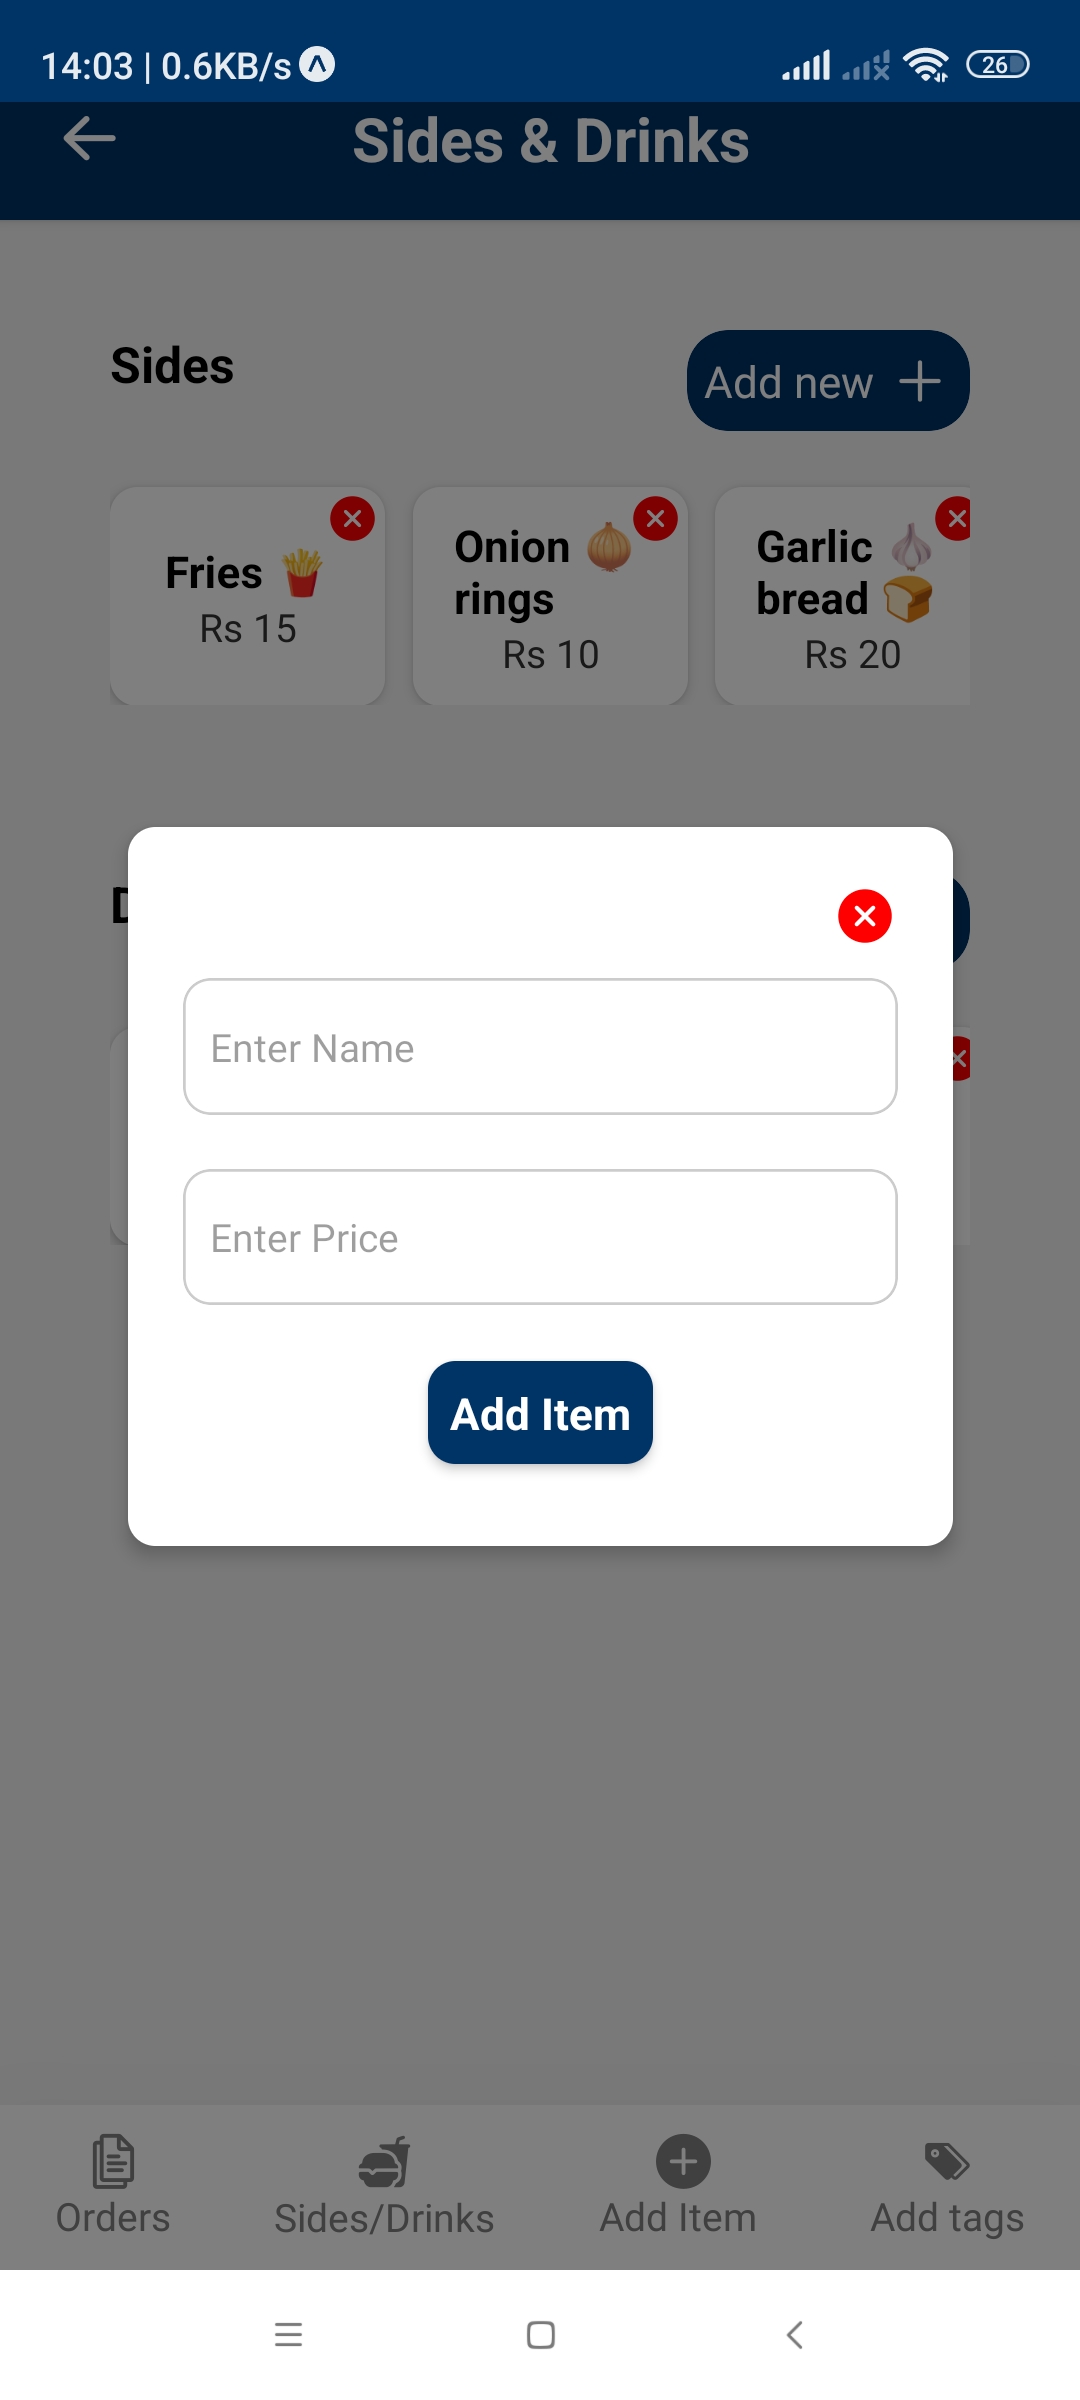 14:03 | 0.6KB/s
26
Sides & Drinks
Sides
Add new
Fries 🍟
Rs 15
Onion 🧅
rings
Rs 10
Garlic 🧄
bread 🍞
Rs 20
Enter Name
Enter Price
Add Item
Orders
Sides/Drinks
Add Item
Add tags